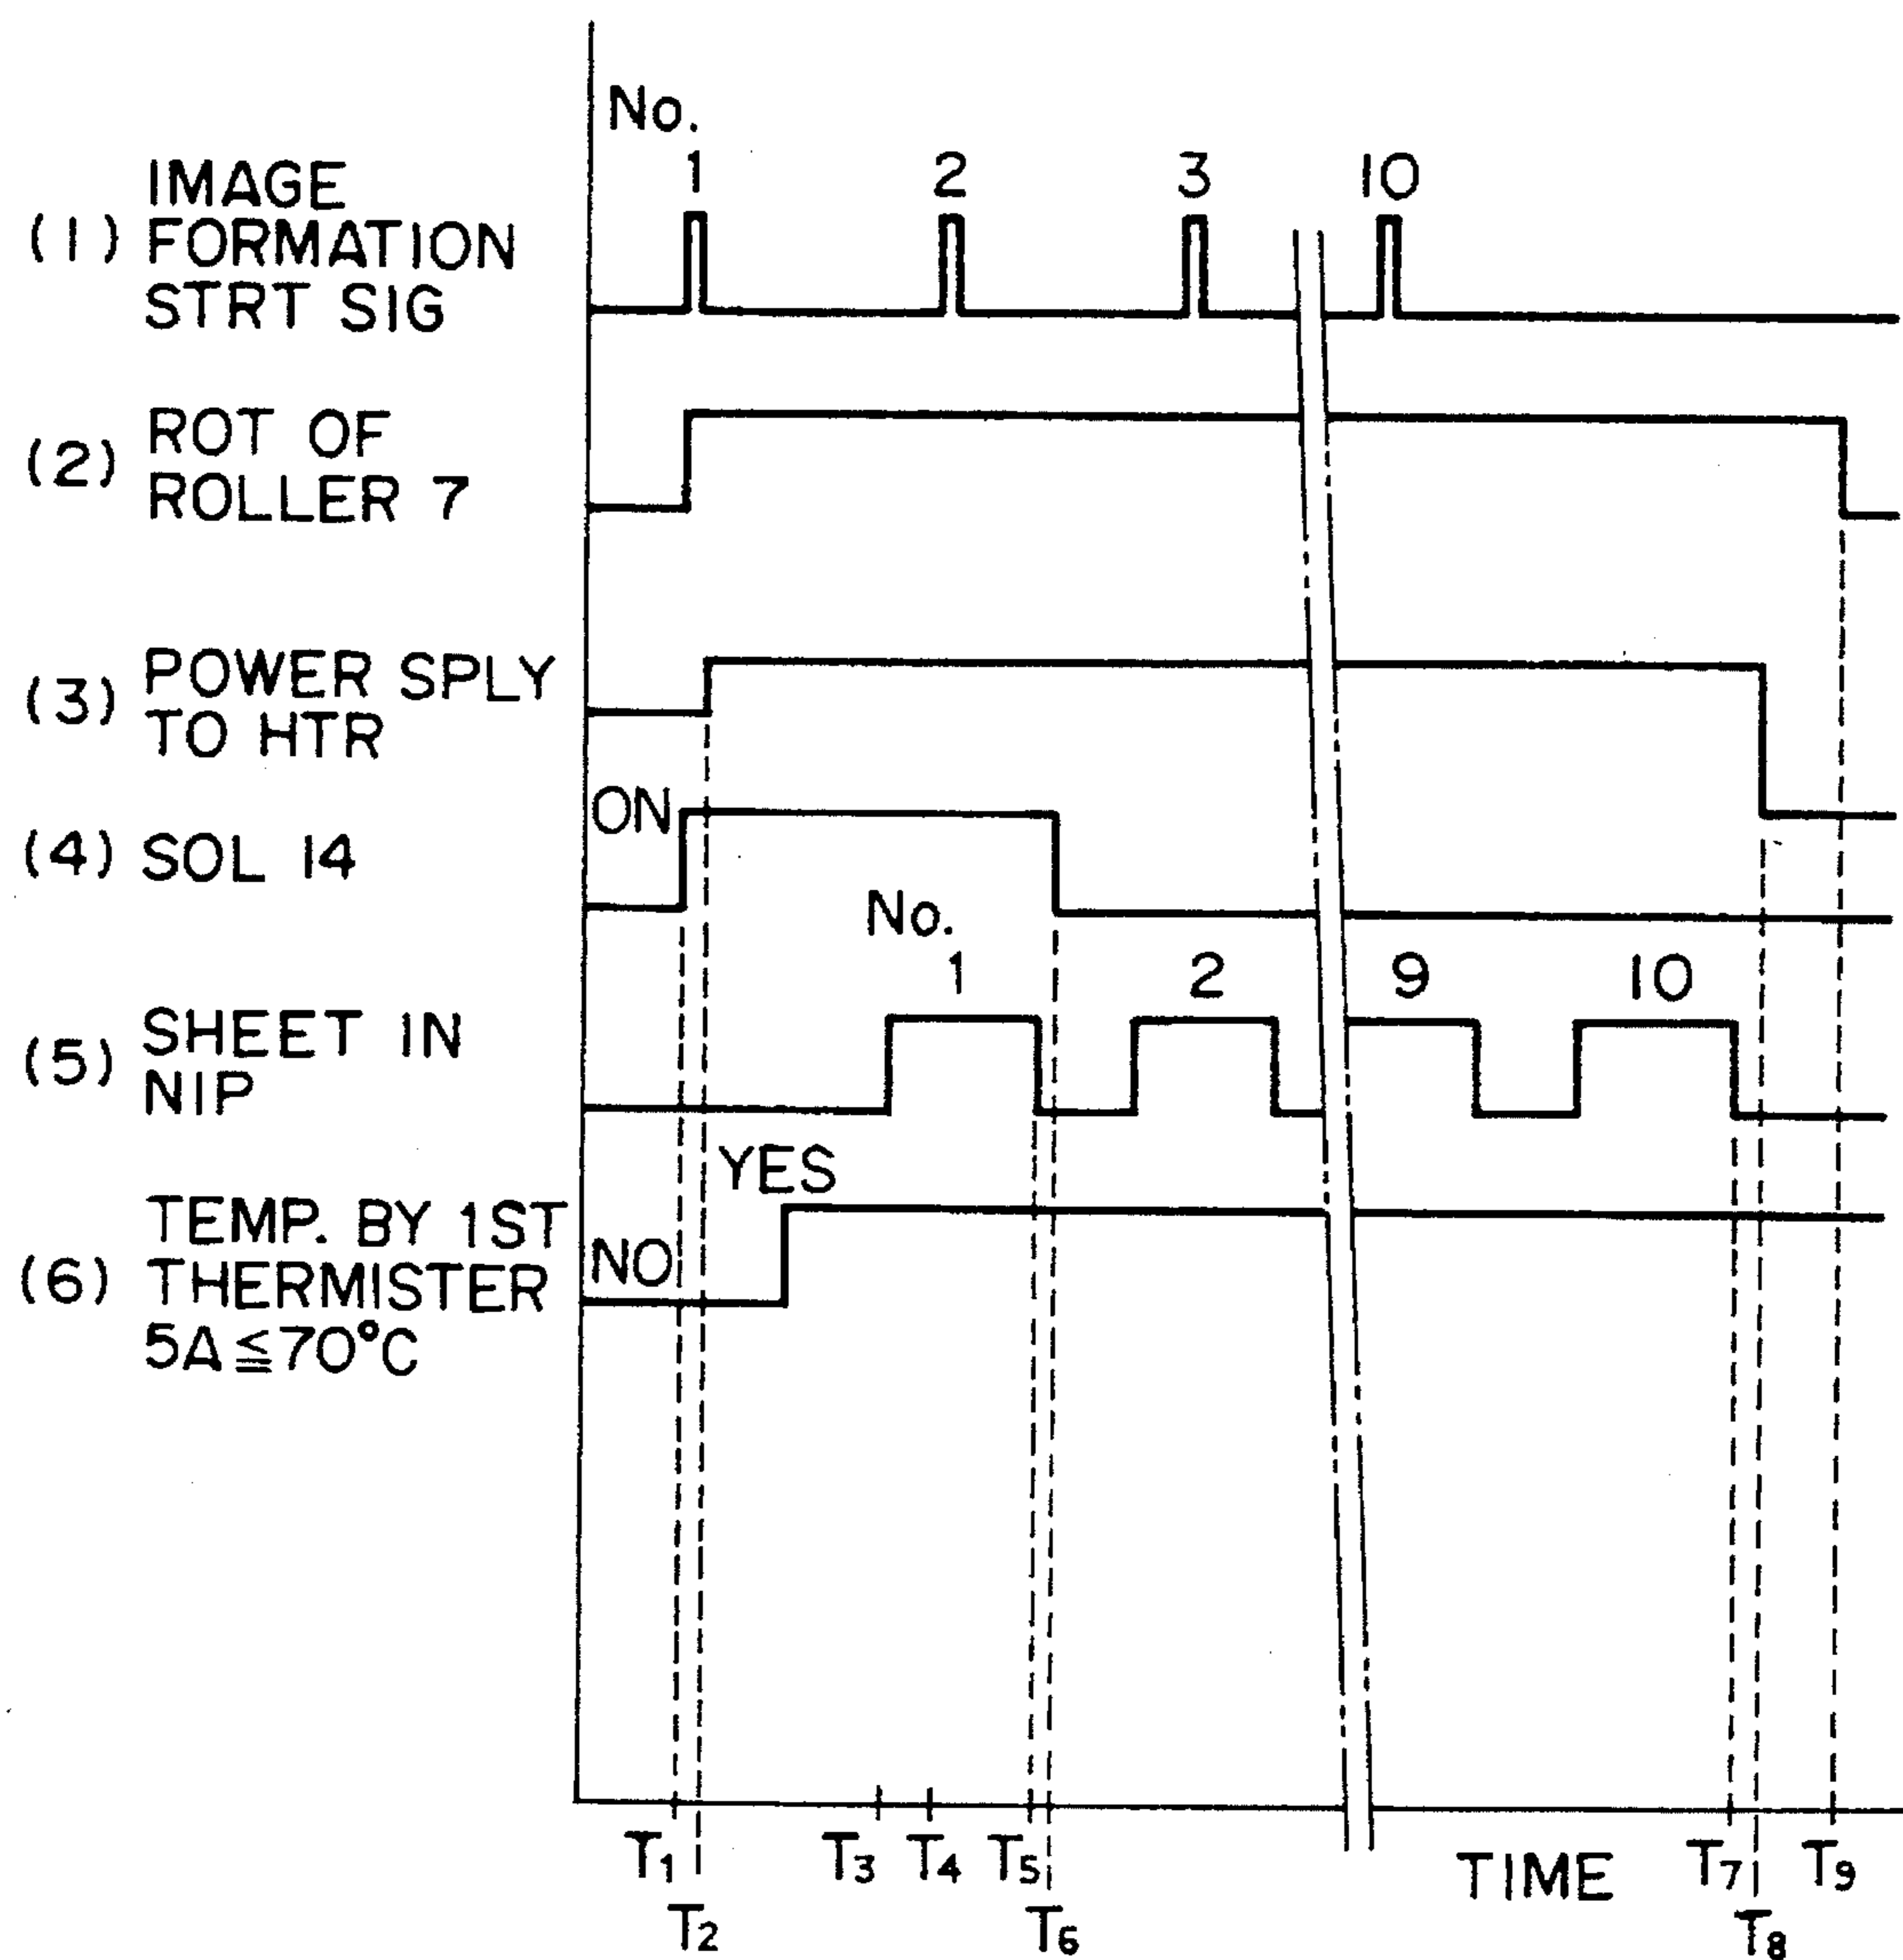 No.
1 2 3 10
(1) IMAGE
FORMATION
STRT SIG
(2) ROT OF
ROLLER 7
(3) POWER SPLY
TO HTR
ON
(4) SOL 14
No.
1 2 9 10
(5) SHEET IN
NIP
YES
NO
(6) TEMP. BY 1ST
THERMISTER
5A≦70°C
T1 T3 T4 T5 TIME T7 T9
T2 T6 T8